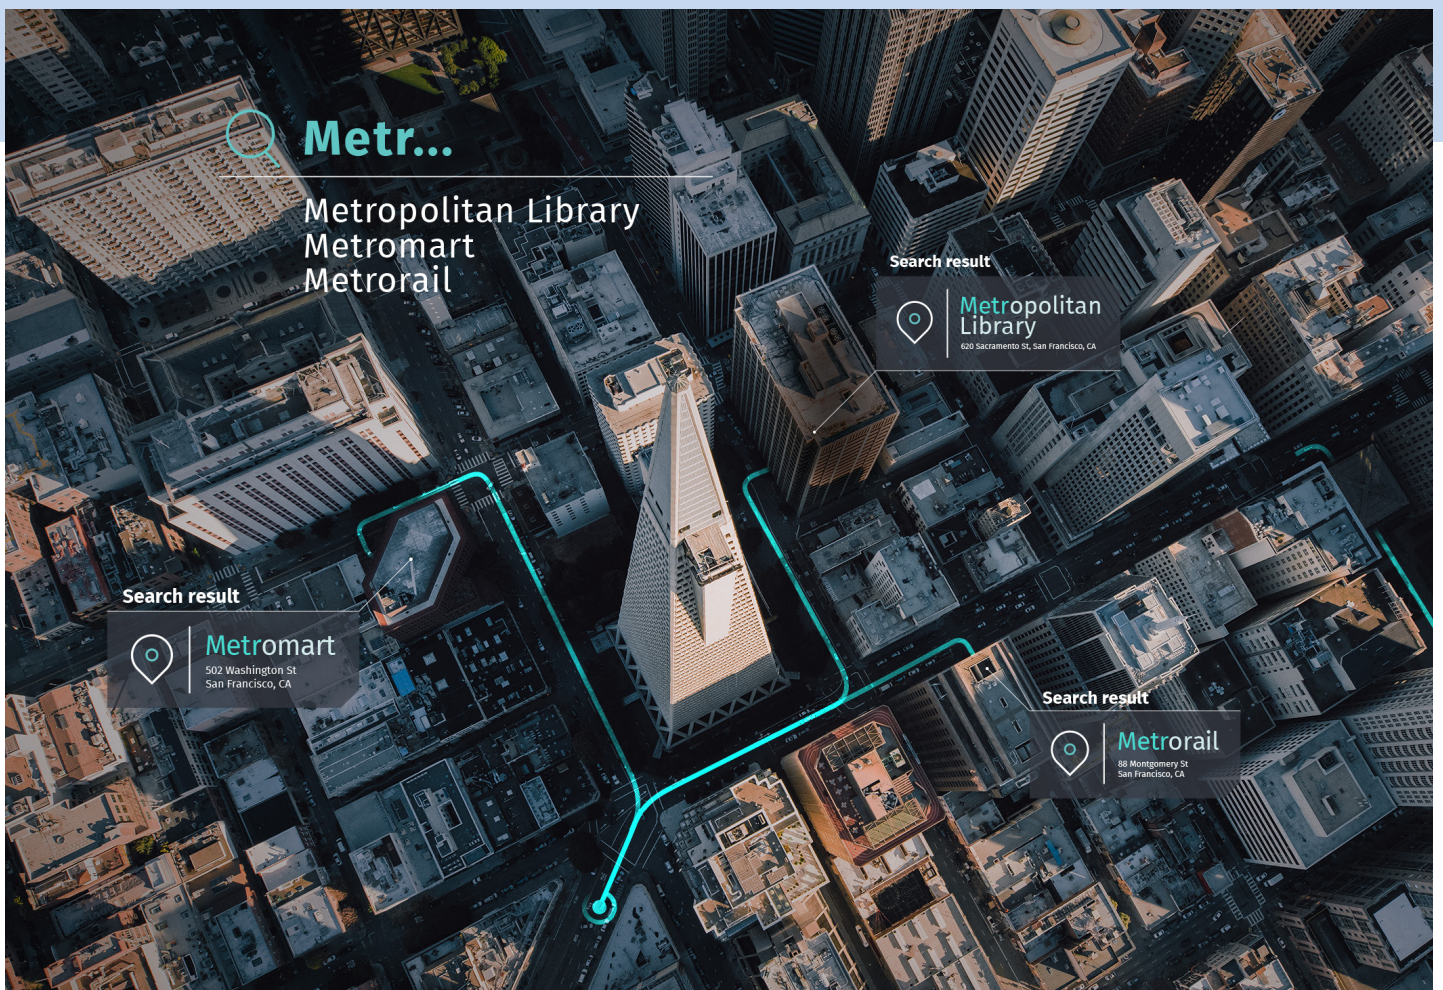 Metr...
Metropolitan Library
Metromart
Metrorail
Search result
Metropolitan
Library
620 Sacramento St, San Francisco, CA
Search result
Metromart
502 Washington St
San Francisco, CA
Search result
Metrorail
88 Montgomery St
San Francisco, CA